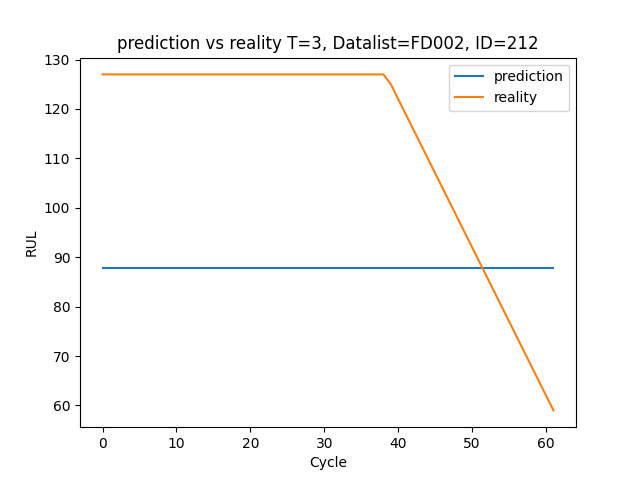 prediction vs reality T=3, Datalist=FD002, ID=212
prediction
reality
RUL
130
120
110
100
90
80
70
60
0 10 20 30 40 50 60
Cycle